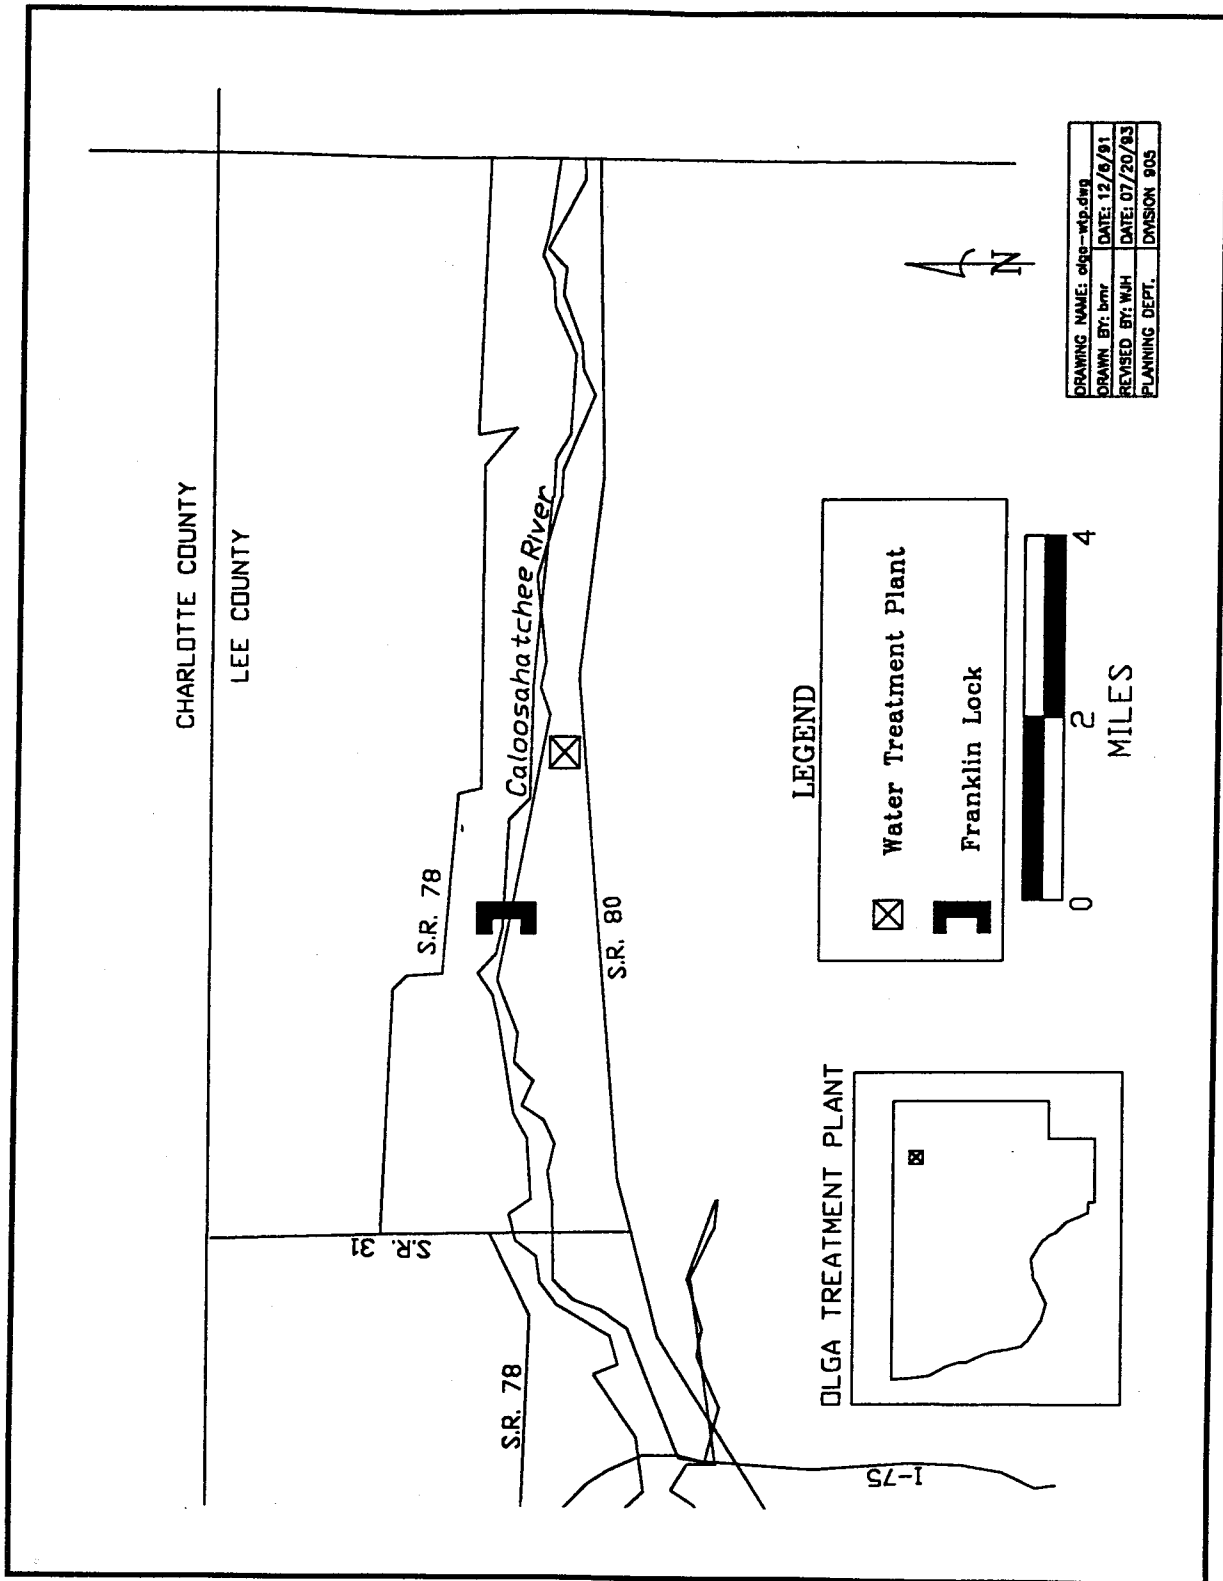 CHARLOTTE COUNTY
LEE COUNTY
S.R. 78
S.R. 31
S.R. 78
Caloosahatchee River
S.R. 80
I-75
N
OLGA TREATMENT PLANT
LEGEND
Water Treatment Plant
Franklin Lock
0 2 4
MILES
DRAWING NAME: olga-wtp.dwg
DRAWN BY: bmr DATE: 12/6/91
REVISED BY: WJH DATE: 07/20/93
PLANNING DEPT. DIVISION 905